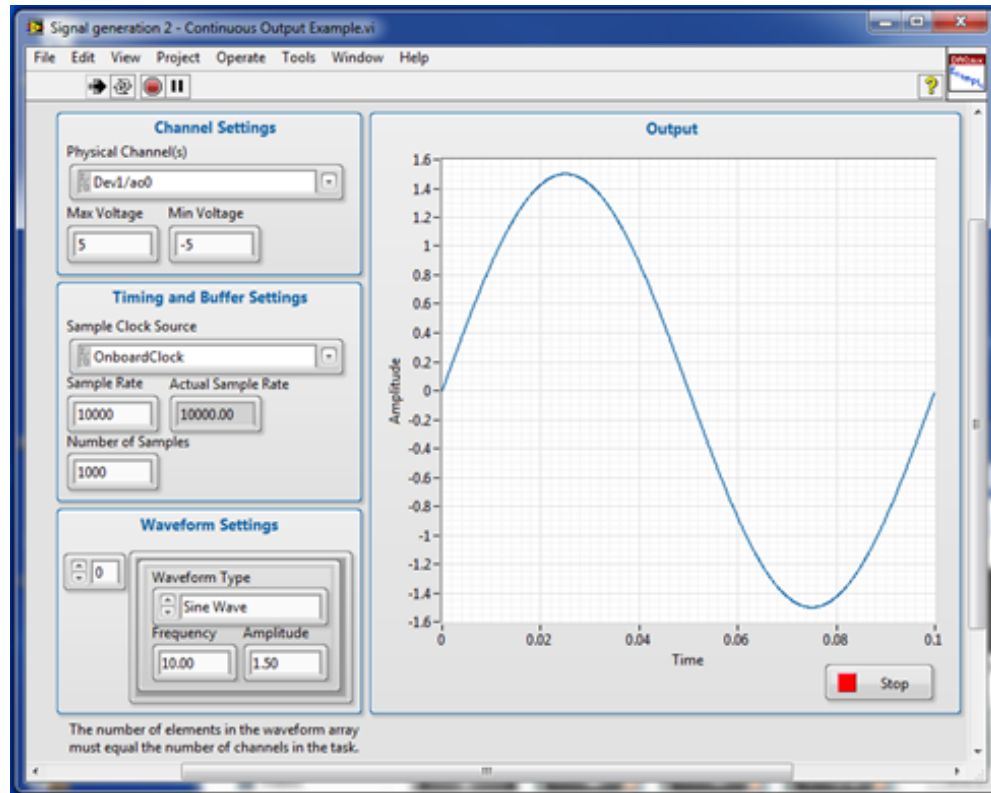 Signal generation 2 - Continuous Output Example.vi
File Edit View Project Operate Tools Window Help
Channel Settings
Physical Channel(s)
Dev1/ao0
Max Voltage Min Voltage
5 -5
Timing and Buffer Settings
Sample Clock Source
OnboardClock
Sample Rate Actual Sample Rate
10000 10000.00
Number of Samples
1000
Waveform Settings
0
Waveform Type
Sine Wave
Frequency Amplitude
10.00 1.50
The number of elements in the waveform array
must equal the number of channels in the task.
Output
Amplitude
1.6
1.4
1.2
1
0.8
0.6
0.4
0.2
0
-0.2
-0.4
-0.6
-0.8
-1
-1.2
-1.4
-1.6
0 0.02 0.04 0.06 0.08 0.1
Time
Stop